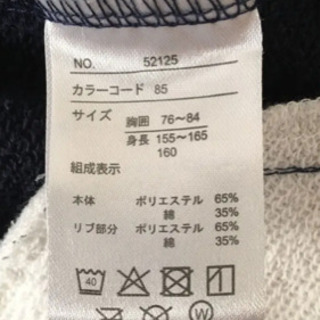 NO. 52125
カラーコード 85
サイズ
胸囲 76~84
身長 155~165
160
組成表示
本体 ポリエステル 65%
綿 35%
リブ部分 ポリエステル 65%
綿 35%
40
W